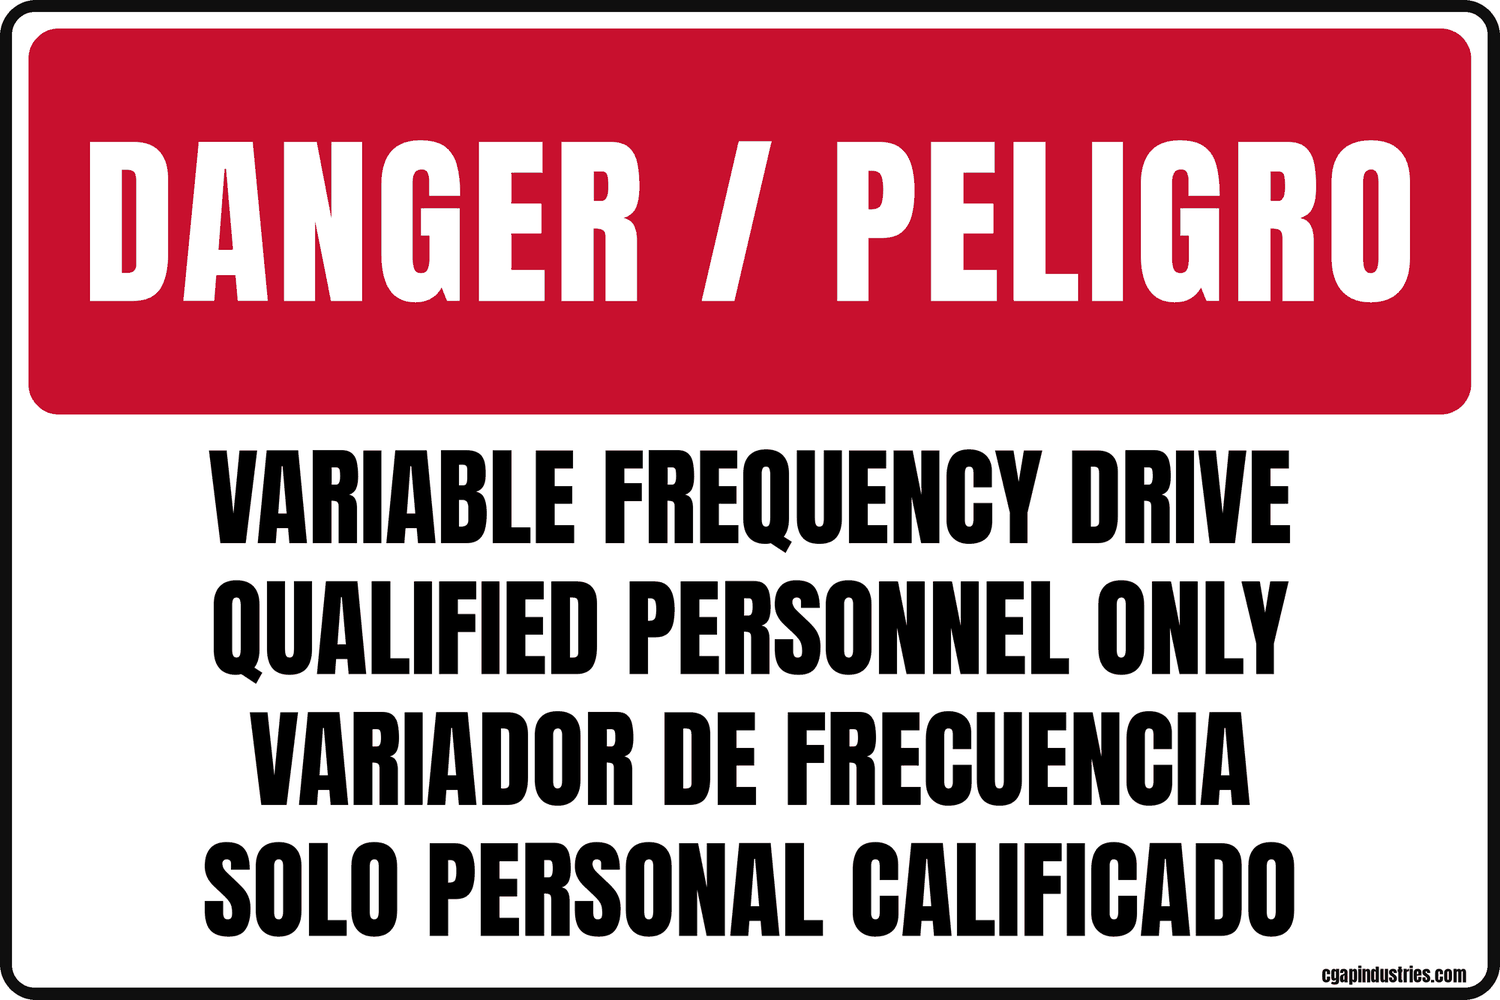 DANGER / PELIGRO
VARIABLE FREQUENCY DRIVE
QUALIFIED PERSONNEL ONLY
VARIADOR DE FRECUENCIA
SOLO PERSONAL CALIFICADO
cgapindustries.com